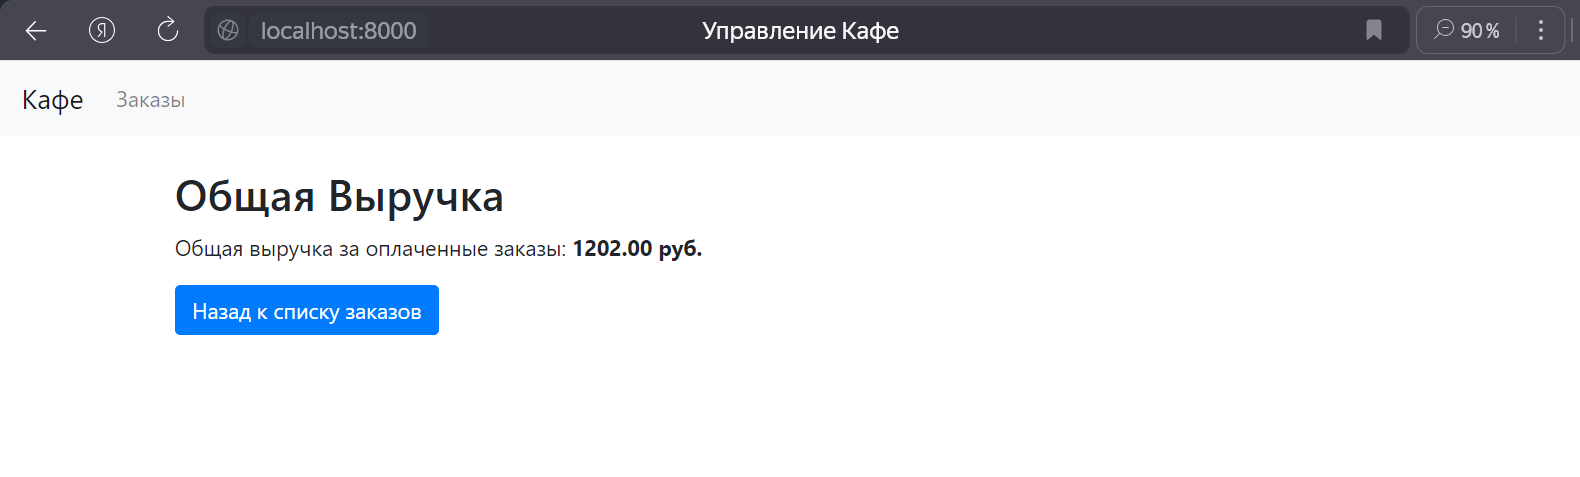 Я localhost:8000 Управление Кафе 90 %
Кафе Заказы
Общая Выручка
Общая выручка за оплаченные заказы: 1202.00 руб.
Назад к списку заказов